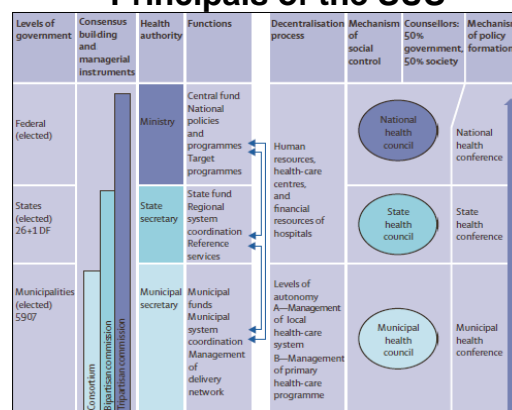 Principals of the SUS
Levels of
government
Consensus
building
and
managerial
instruments
Health
authority
Functions
Decentralisation
process
Mechanism
of
social
control
Counsellors:
50%
government,
50% society
Mechanism
of policy
formation
Federal
(elected)
Ministry
Central fund
National
policies
and
programmes
Target
programmes
Human
resources,
health-care
centres,
and
financial
resources of
hospitals
National
health
council
National
health
conference
States
(elected)
26+1 DF
State
secretary
State fund
Regional
system
coordination
Reference
services
State
health
council
State
health
conference
Municipalities
(elected)
5907
Consortium
Bipartisan commission
Tripartisan commission
Municipal
secretary
Municipal
funds
Municipal
system
coordination
Management
of
delivery
network
Levels of
autonomy
A—Management
of local
health-care
system
B—Management
of primary
health-care
programme
Municipal
health
council
Municipal
health
conference